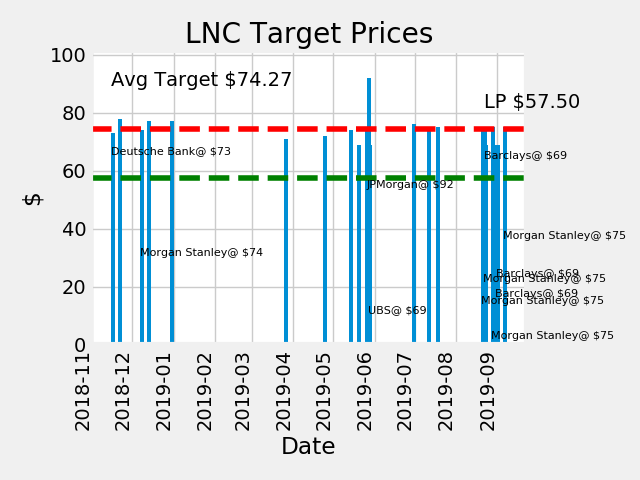 LNC Target Prices
100
80
60
40
20
0
$
Avg Target $74.27
LP $57.50
Deutsche Bank@ $73
Barclays@ $69
JPMorgan@ $92
Morgan Stanley@ $75
Morgan Stanley@ $74
Barclays@ $69
Morgan Stanley@ $75
Barclays@ $69
Morgan Stanley@ $75
UBS@ $69
Morgan Stanley@ $75
2018-11
2018-12
2019-01
2019-02
2019-03
2019-04
2019-05
2019-06
2019-07
2019-08
2019-09
Date